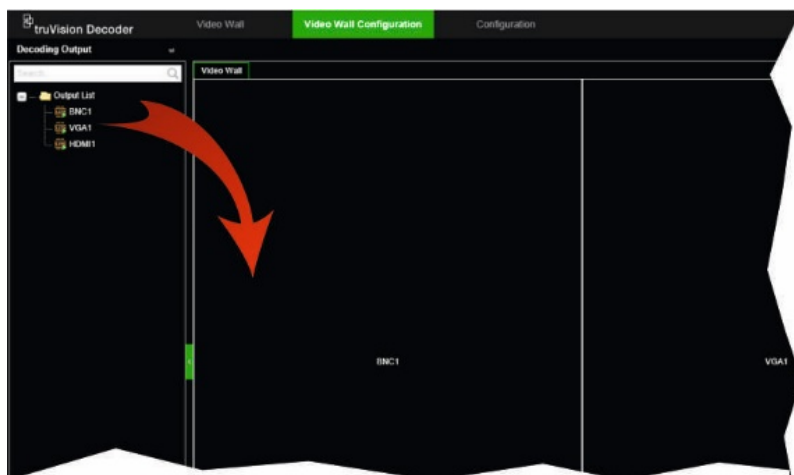 truVision Decoder
Video Wall
Video Wall Configuration
Configuration
Decoding Output
Search...
Video Wall
Output List
BNC1
VGA1
HDMI1
BNC1
VGA1